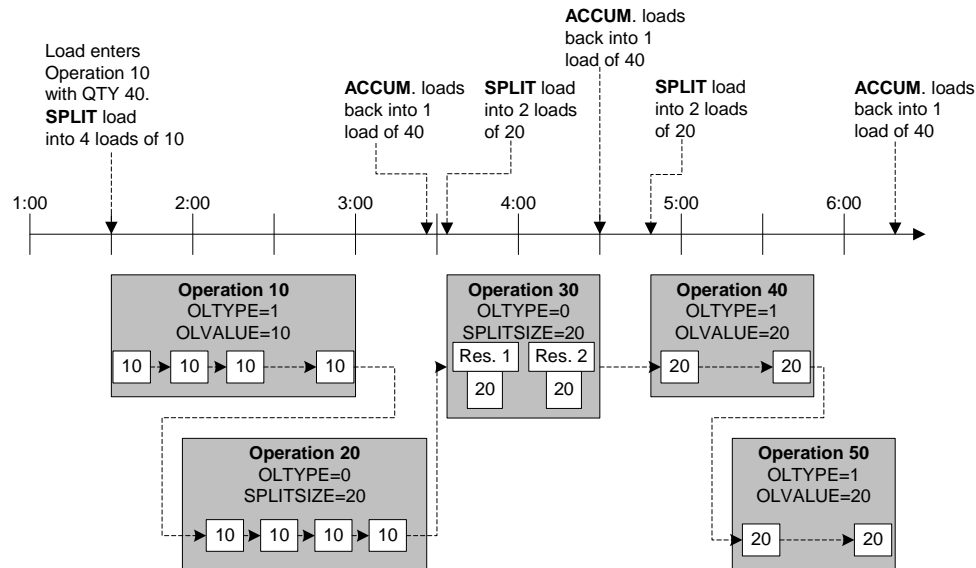 Load enters
Operation 10
with QTY 40.
SPLIT load
into 4 loads of 10
ACCUM. loads
back into 1
load of 40
SPLIT load
into 2 loads
of 20
ACCUM. loads
back into 1
load of 40
SPLIT load
into 2 loads
of 20
ACCUM. loads
back into 1
load of 40
1:00 2:00 3:00 4:00 5:00 6:00
Operation 10
OLTYPE=1
OLVALUE=10
10 10 10 10
Operation 30
OLTYPE=0
SPLITSIZE=20
Res. 1 Res. 2
20 20
Operation 40
OLTYPE=1
OLVALUE=20
20 20
Operation 20
OLTYPE=0
SPLITSIZE=20
10 10 10 10
Operation 50
OLTYPE=1
OLVALUE=20
20 20